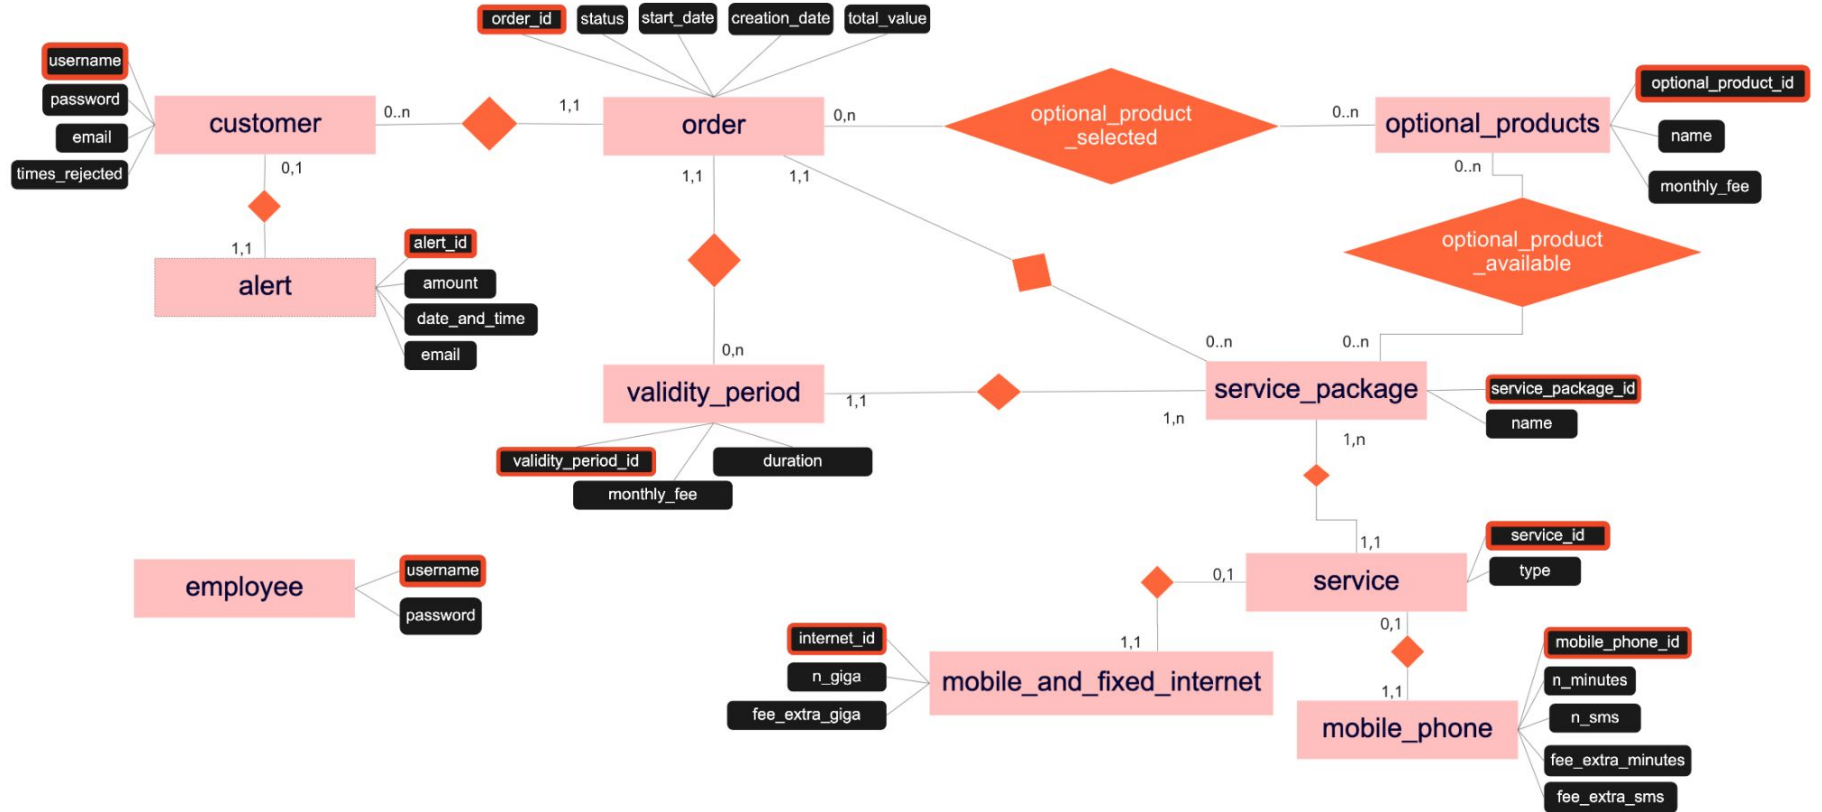 order_id
status
start_date
creation_date
total_value
username
password
email
times_rejected
customer
0..n
1,1
order
0,n
optional_product
_selected
0..n
optional_products
optional_product_id
name
monthly_fee
0,1
1,1
1,1
0..n
1,1
alert
alert_id
amount
date_and_time
email
optional_product
_available
0,n
0..n
0..n
validity_period
1,1
1,n
service_package
service_package_id
name
validity_period_id
monthly_fee
duration
1,n
employee
username
password
1,1
service
service_id
type
0,1
0,1
1,1
mobile_and_fixed_internet
internet_id
n_giga
fee_extra_giga
1,1
mobile_phone
mobile_phone_id
n_minutes
n_sms
fee_extra_minutes
fee_extra_sms